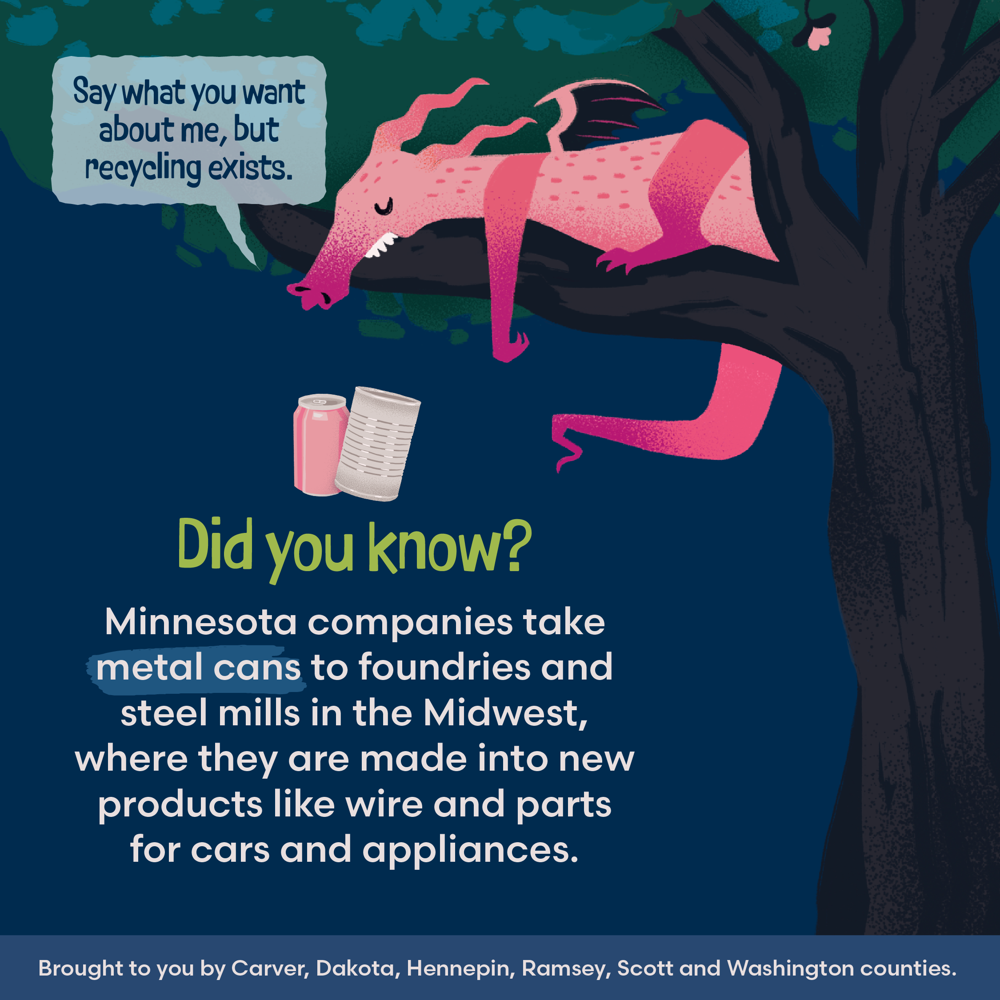 Say what you want
about me, but
recycling exists.
Did you know?
Minnesota companies take
metal cans to foundries and
steel mills in the Midwest,
where they are made into new
products like wire and parts
for cars and appliances.
Brought to you by Carver, Dakota, Hennepin, Ramsey, Scott and Washington counties.